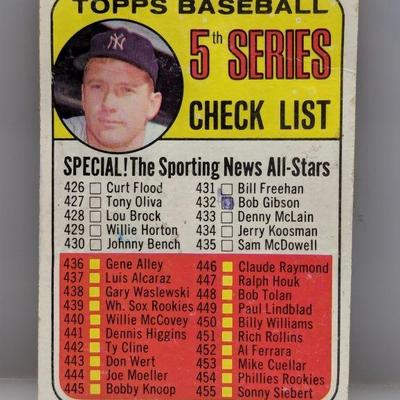 TOPPS BASEBALL
5th SERIES
CHECK LIST
SPECIAL! The Sporting News All-Stars
426 Curt Flood 431 Bill Freehan
427 Tony Oliva 432 Bob Gibson
428 Lou Brock 433 Denny McLain
429 Willie Horton 434 Jerry Koosman
430 Johnny Bench 435 Sam McDowell
436 Gene Alley 446 Claude Raymond
437 Luis Alcaraz 447 Ralph Houk
438 Gary Waslewski 448 Bob Tolan
439 Wh. Sox Rookies 449 Paul Lindblad
440 Willie McCovey 450 Billy Williams
441 Dennis Higgins 451 Rich Rollins
442 Ty Cline 452 Al Ferrara
443 Don Wert 453 Mike Cuellar
444 Joe Moeller 454 Phillies Rookies
445 Bobby Knoop 455 Sonny Siebert